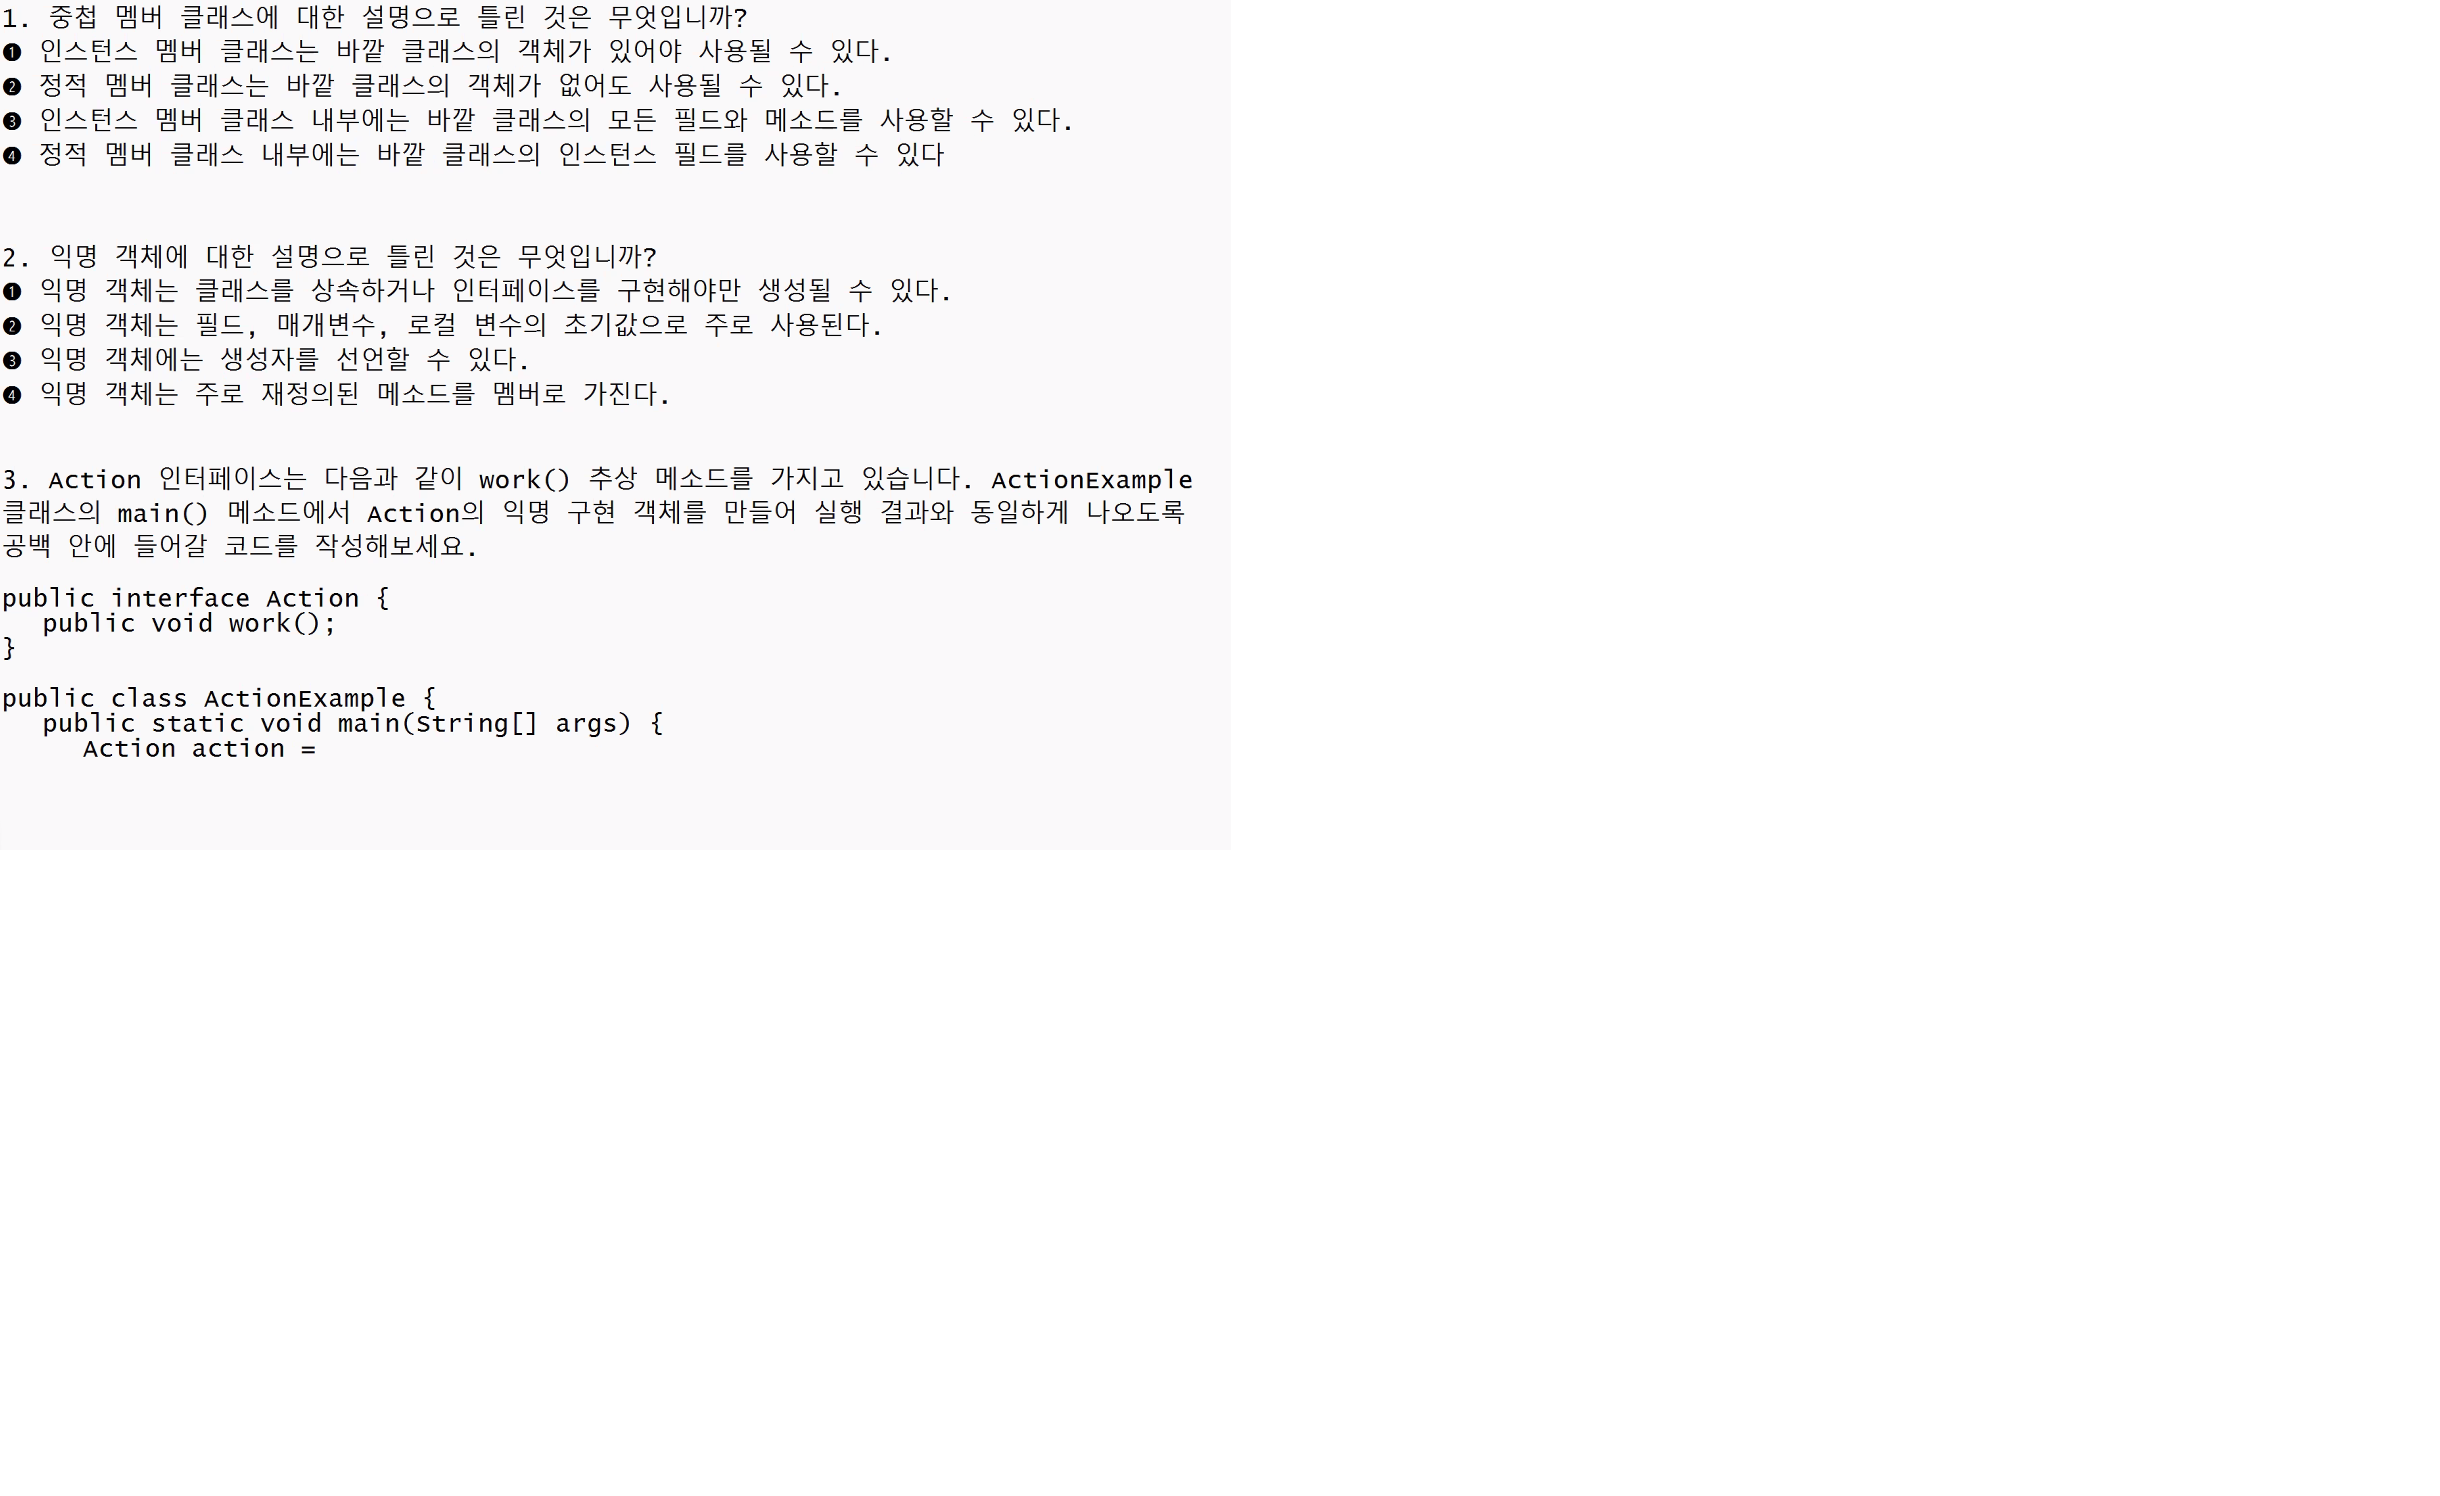 1. 중첩 멤버 클래스에 대한 설명으로 틀린 것은 무엇입니까?
❶ 인스턴스 멤버 클래스는 바깥 클래스의 객체가 있어야 사용될 수 있다.
❷ 정적 멤버 클래스는 바깥 클래스의 객체가 없어도 사용될 수 있다.
❸ 인스턴스 멤버 클래스 내부에는 바깥 클래스의 모든 필드와 메소드를 사용할 수 있다.
❹ 정적 멤버 클래스 내부에는 바깥 클래스의 인스턴스 필드를 사용할 수 있다
2. 익명 객체에 대한 설명으로 틀린 것은 무엇입니까?
❶ 익명 객체는 클래스를 상속하거나 인터페이스를 구현해야만 생성될 수 있다.
❷ 익명 객체는 필드, 매개변수, 로컬 변수의 초기값으로 주로 사용된다.
❸ 익명 객체에는 생성자를 선언할 수 있다.
❹ 익명 객체는 주로 재정의된 메소드를 멤버로 가진다.
3. Action 인터페이스는 다음과 같이 work() 추상 메소드를 가지고 있습니다. ActionExample
클래스의 main() 메소드에서 Action의 익명 구현 객체를 만들어 실행 결과와 동일하게 나오도록
공백 안에 들어갈 코드를 작성해보세요.
public interface Action {
public void work();
}
public class ActionExample {
public static void main(String[] args) {
Action action =